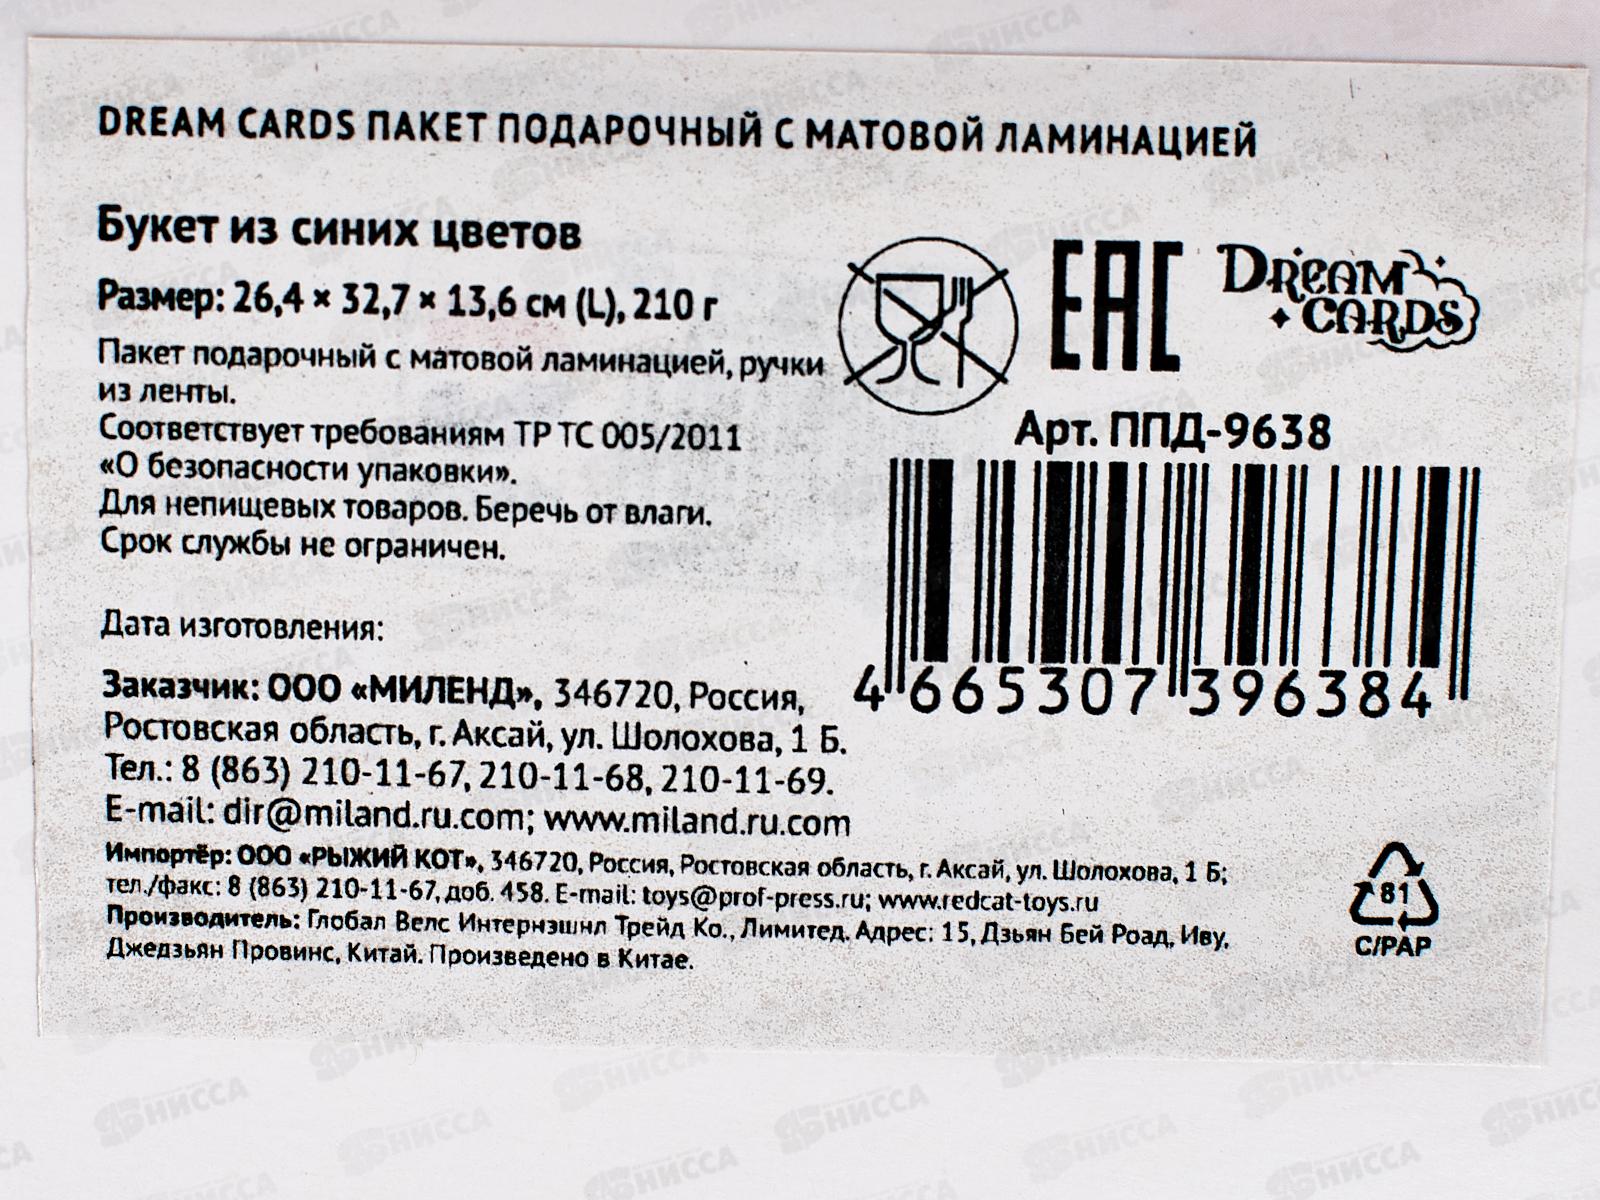 DREAM CARDS ПАКЕТ ПОДАРОЧНЫЙ С МАТОВОЙ ЛАМИНАЦИЕЙ
Букет из синих цветов
Размер: 26,4 × 32,7 × 13,6 см (L), 210 г
Пакет подарочный с матовой ламинацией, ручки
из ленты.
Соответствует требованиям ТР ТС 005/2011
«О безопасности упаковки».
Для непищевых товаров. Беречь от влаги.
Срок службы не ограничен.
Дата изготовления:
Заказчик: ООО «МИЛЕНД», 346720, Россия,
Ростовская область, г. Аксай, ул. Шолохова, 1 Б.
Тел.: 8 (863) 210-11-67, 210-11-68, 210-11-69.
E-mail: dir@miland.ru.com; www.miland.ru.com
Импортёр: ООО «РЫЖИЙ КОТ», 346720, Россия, Ростовская область, г. Аксай, ул. Шолохова, 1 Б;
тел./факс: 8 (863) 210-11-67, доб. 458. E-mail: toys@prof-press.ru; www.redcat-toys.ru
Производитель: Глобал Велс Интернэшнл Трейд Ко., Лимитед. Адрес: 15, Дзьян Бей Роад, Иву,
Джедзьян Провинс, Китай. Произведено в Китае.
EAC
DREAM
CARDS
Арт. ППД-9638
4 665307 396384
81
C/PAP